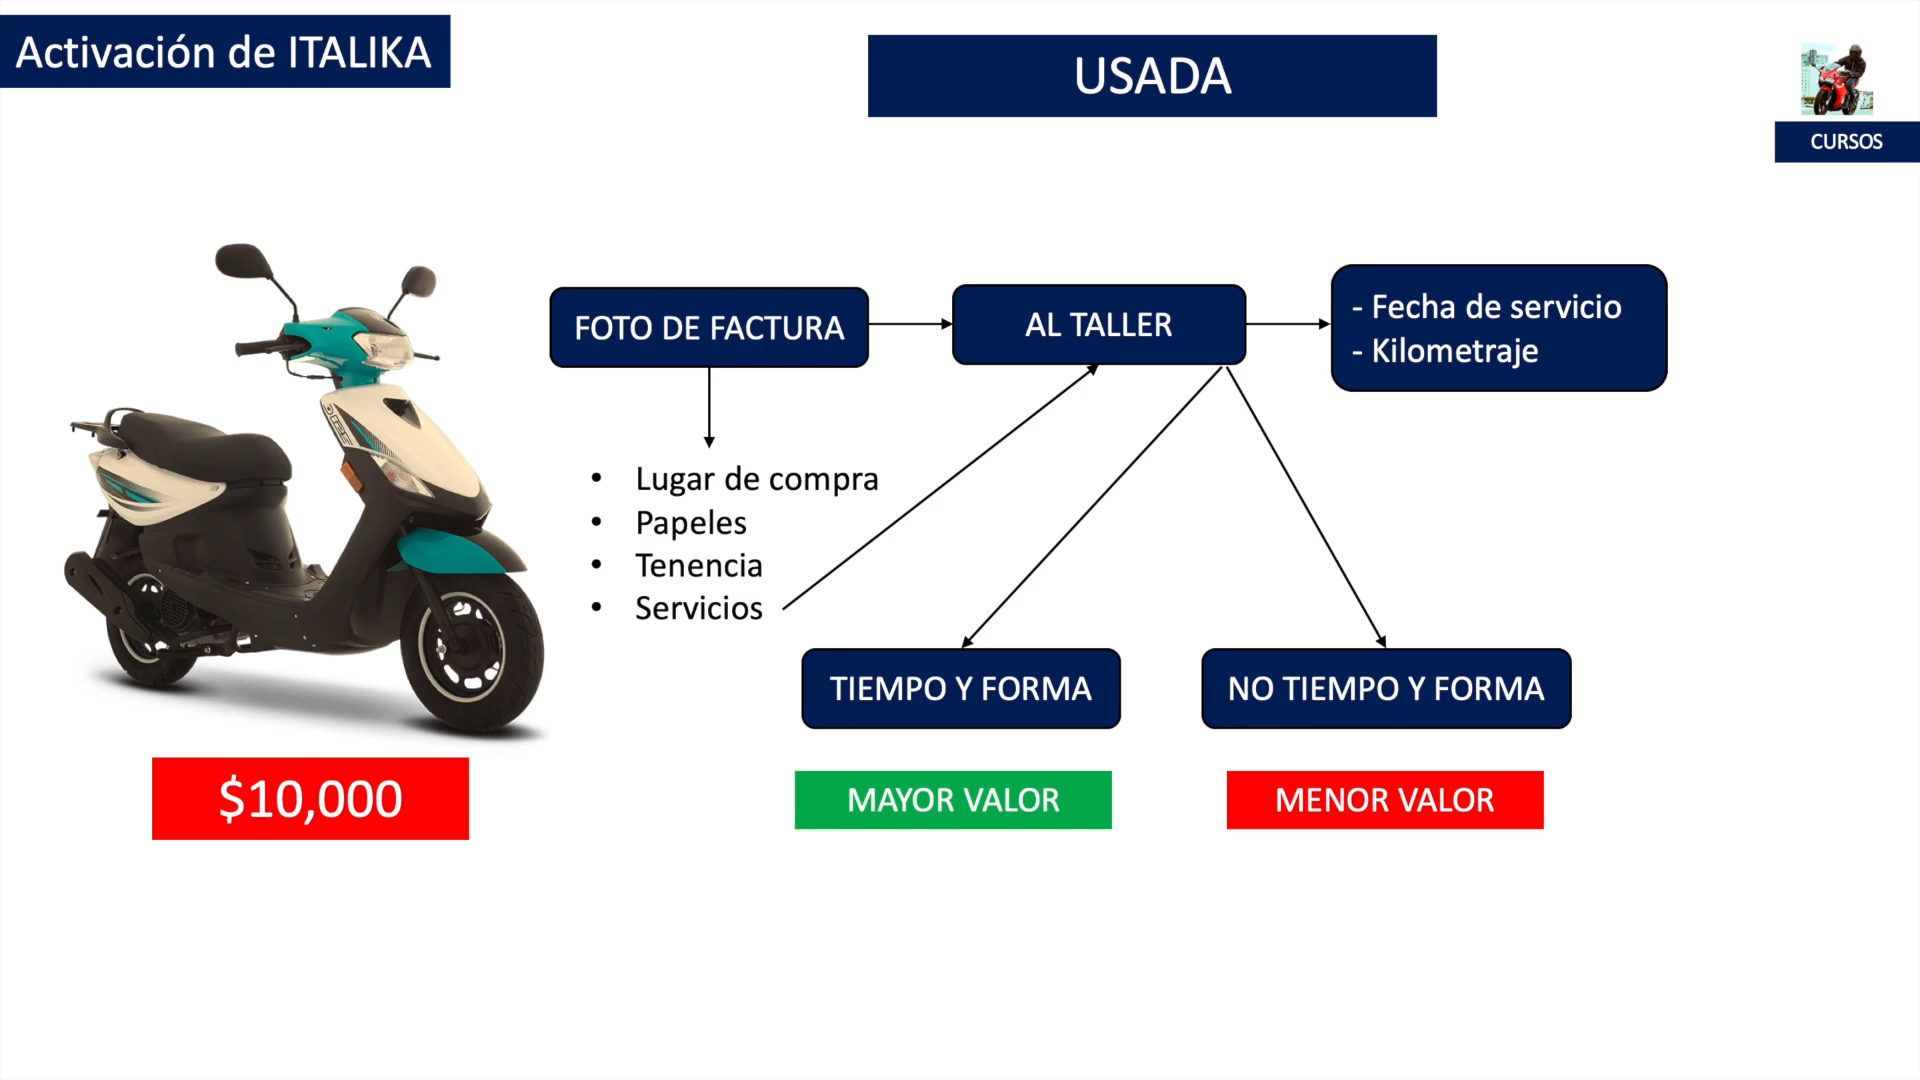 Activación de ITALIKA
USADA
CURSOS
FOTO DE FACTURA
AL TALLER
- Fecha de servicio
- Kilometraje
• Lugar de compra
• Papeles
• Tenencia
• Servicios
TIEMPO Y FORMA
NO TIEMPO Y FORMA
$10,000
MAYOR VALOR
MENOR VALOR